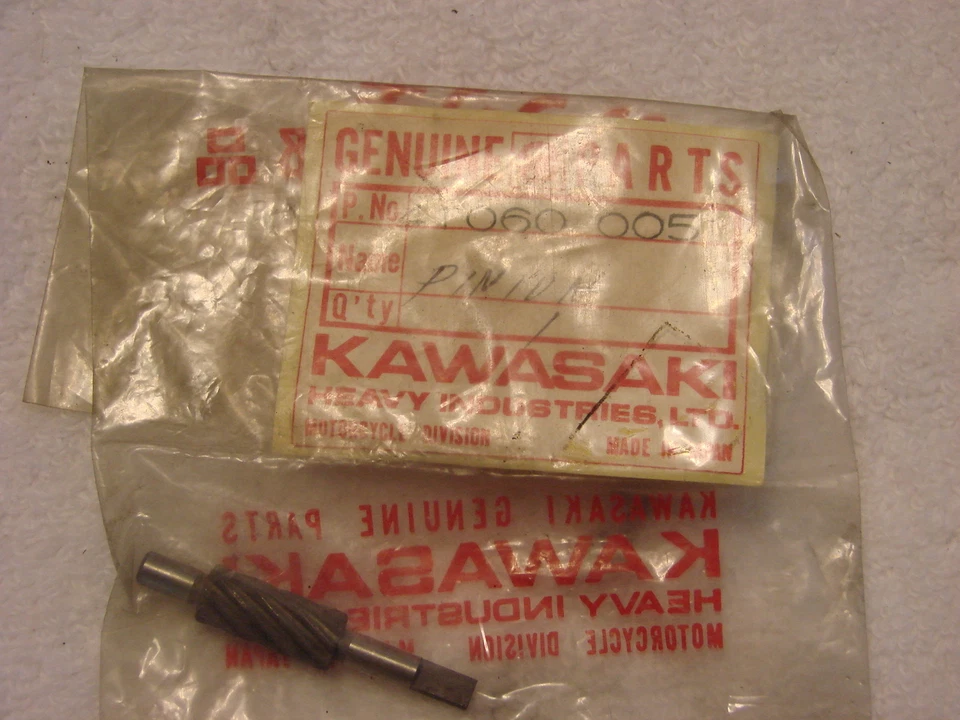 GENUINE PARTS
P. No. 060 005
Name PINION
Q'ty
KAWASAKI
HEAVY INDUSTRIES, LTD.
MOTORCYCLE DIVISION MADE IN JAPAN
KAWASAKI GENUINE PARTS
KAWASAKI
HEAVY INDUSTRIES
MOTORCYCLE DIVISION JAPAN